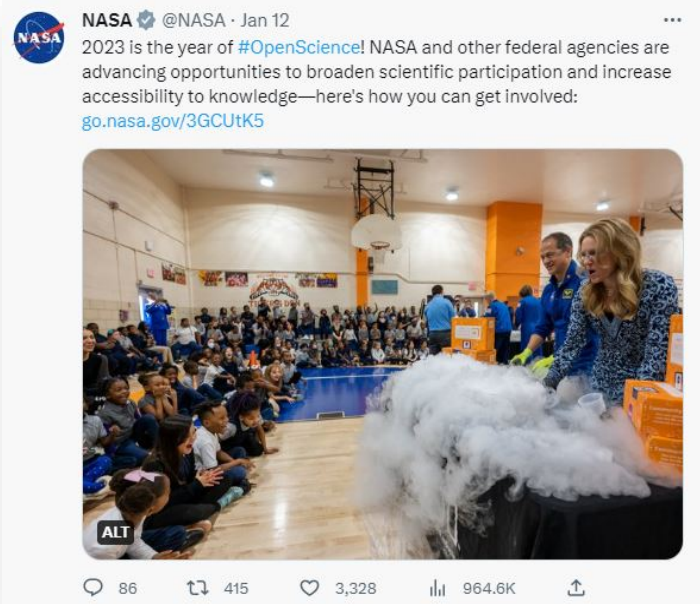 NASA
NASA @NASA · Jan 12
2023 is the year of #OpenScience! NASA and other federal agencies are
advancing opportunities to broaden scientific participation and increase
accessibility to knowledge—here's how you can get involved:
go.nasa.gov/3GCUtK5
ALT
86 415 3,328 964.6K